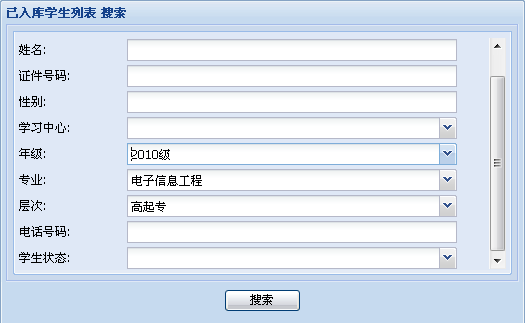 已入库学生列表 搜索
姓名:
证件号码:
性别:
学习中心:
年级: 2010级
专业: 电子信息工程
层次: 高起专
电话号码:
学生状态:
搜索